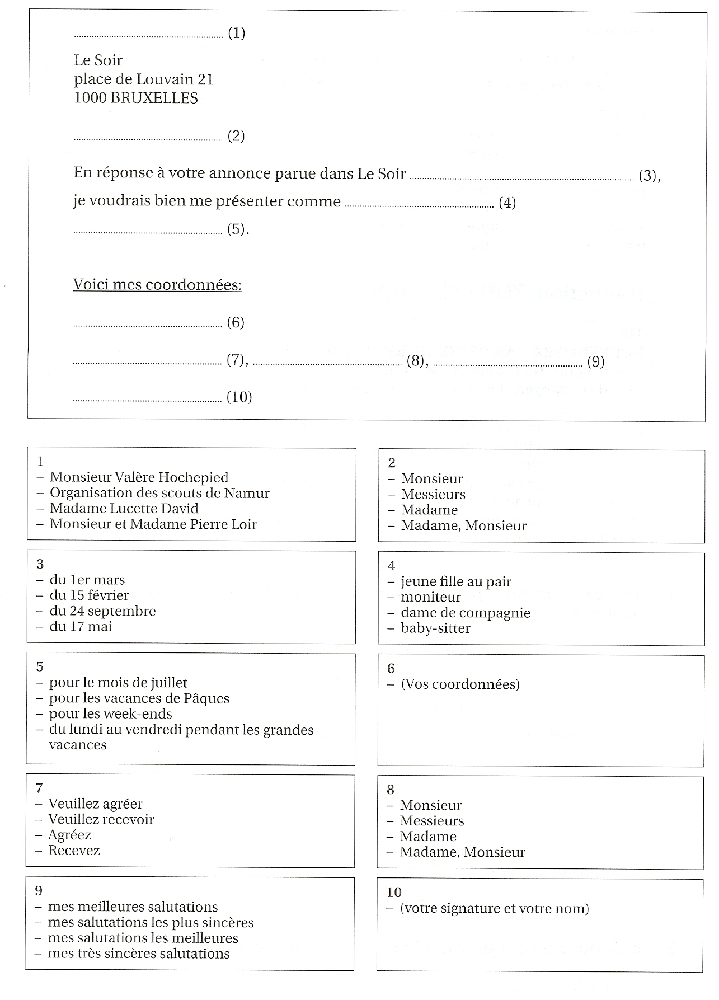 .................... (1)
Le Soir
place de Louvain 21
1000 BRUXELLES
.................... (2)
En réponse à votre annonce parue dans Le Soir .................... (3),
je voudrais bien me présenter comme .................... (4)
.................... (5).
Voici mes coordonnées:
.................... (6)
.................... (7), .................... (8), .................... (9)
.................... (10)
1
– Monsieur Valère Hochepied
– Organisation des scouts de Namur
– Madame Lucette David
– Monsieur et Madame Pierre Loir
2
– Monsieur
– Messieurs
– Madame
– Madame, Monsieur
3
– du 1er mars
– du 15 février
– du 24 septembre
– du 17 mai
4
– jeune fille au pair
– moniteur
– dame de compagnie
– baby-sitter
5
– pour le mois de juillet
– pour les vacances de Pâques
– pour les week-ends
– du lundi au vendredi pendant les grandes
vacances
6
– (Vos coordonnées)
7
– Veuillez agréer
– Veuillez recevoir
– Agréez
– Recevez
8
– Monsieur
– Messieurs
– Madame
– Madame, Monsieur
9
– mes meilleures salutations
– mes salutations les plus sincères
– mes salutations les meilleures
– mes très sincères salutations
10
– (votre signature et votre nom)